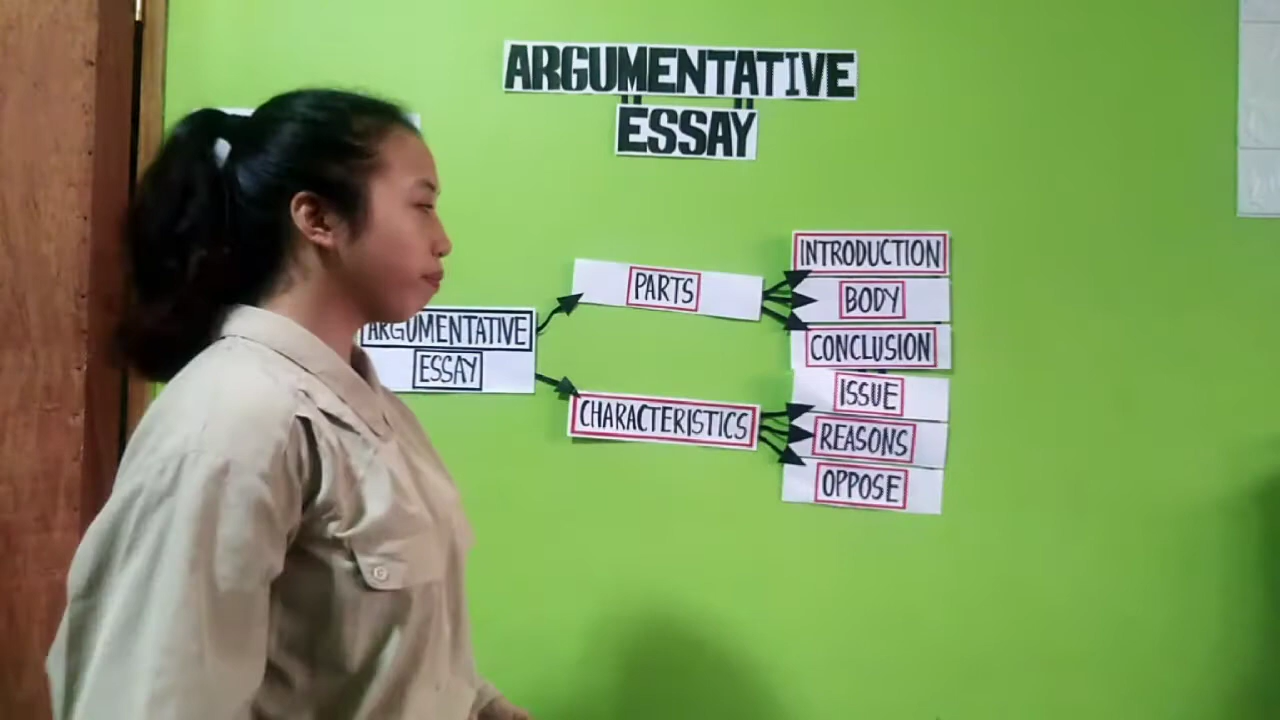 ARGUMENTATIVE
ESSAY
ARGUMENTATIVE
ESSAY
PARTS
INTRODUCTION
BODY
CONCLUSION
CHARACTERISTICS
ISSUE
REASONS
OPPOSE